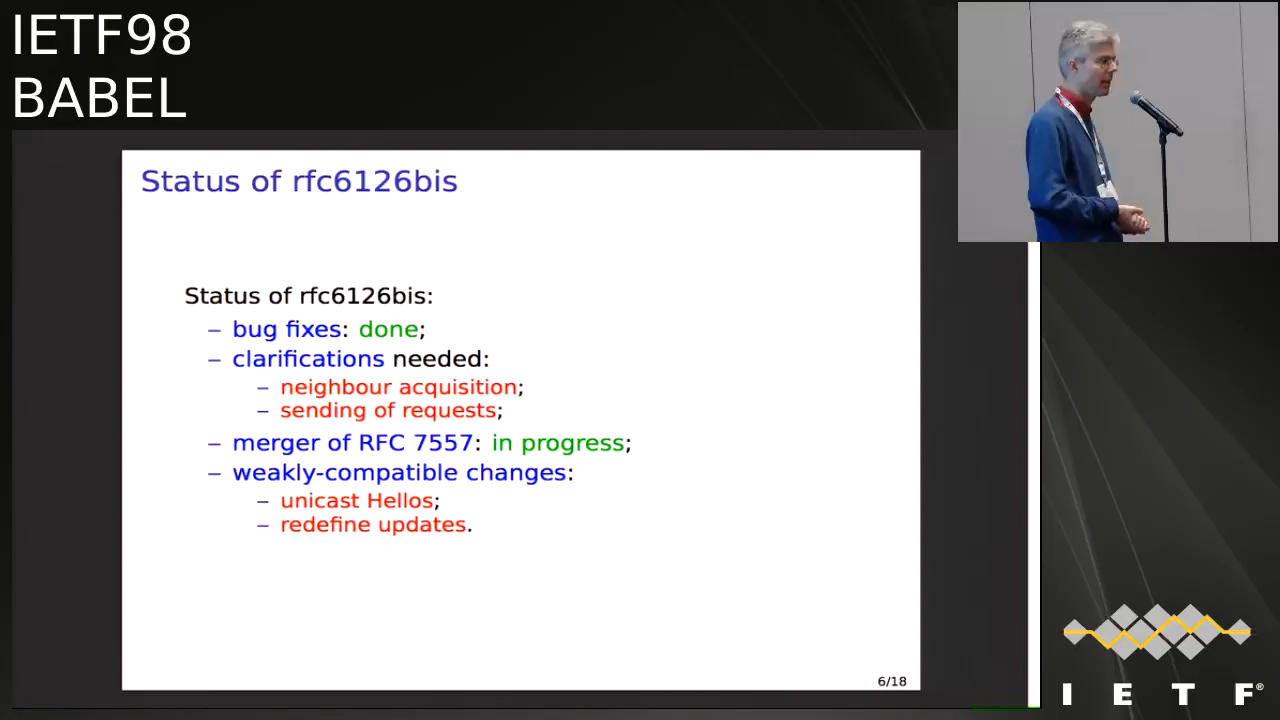 IETF98
BABEL
Status of rfc6126bis
Status of rfc6126bis:
– bug fixes: done;
– clarifications needed:
– neighbour acquisition;
– sending of requests;
– merger of RFC 7557: in progress;
– weakly-compatible changes:
– unicast Hellos;
– redefine updates.
6/18
I E T F®